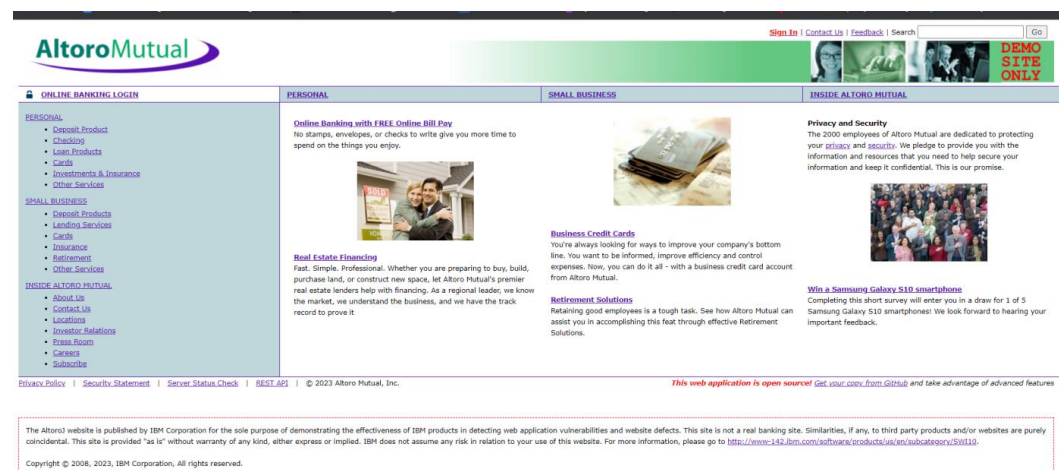 Sign In | Contact Us | Feedback | Search Go
AltoroMutual
DEMO
SITE
ONLY
ONLINE BANKING LOGIN
PERSONAL
SMALL BUSINESS
INSIDE ALTORO MUTUAL
PERSONAL
Deposit Product
Checking
Loan Products
Cards
Investments & Insurance
Other Services
SMALL BUSINESS
Deposit Products
Lending Services
Cards
Insurance
Retirement
Other Services
INSIDE ALTORO MUTUAL
About Us
Contact Us
Locations
Investor Relations
Press Room
Careers
Subscribe
Online Banking with FREE Online Bill Pay
No stamps, envelopes, or checks to write give you more time to
spend on the things you enjoy.
SOLD
Real Estate Financing
Fast. Simple. Professional. Whether you are preparing to buy, build,
purchase land, or construct new space, let Altoro Mutual's premier
real estate lenders help with financing. As a regional leader, we know
the market, we understand the business, and we have the track
record to prove it
Business Credit Cards
You're always looking for ways to improve your company's bottom
line. You want to be informed, improve efficiency and control
expenses. Now, you can do it all - with a business credit card account
from Altoro Mutual.
Retirement Solutions
Retaining good employees is a tough task. See how Altoro Mutual can
assist you in accomplishing this feat through effective Retirement
Solutions.
Privacy and Security
The 2000 employees of Altoro Mutual are dedicated to protecting
your privacy and security. We pledge to provide you with the
information and resources that you need to help secure your
information and keep it confidential. This is our promise.
Win a Samsung Galaxy S10 smartphone
Completing this short survey will enter you in a draw for 1 of 5
Samsung Galaxy S10 smartphones! We look forward to hearing your
important feedback.
Privacy Policy | Security Statement | Server Status Check | REST API | © 2023 Altoro Mutual, Inc.
This web application is open source! Get your copy from GitHub and take advantage of advanced features
The AltoroJ website is published by IBM Corporation for the sole purpose of demonstrating the effectiveness of IBM products in detecting web application vulnerabilities and website defects. This site is not a real banking site. Similarities, if any, to third party products and/or websites are purely
coincidental. This site is provided "as is" without warranty of any kind, either express or implied. IBM does not assume any risk in relation to your use of this website. For more information, please go to http://www-142.ibm.com/software/products/us/en/subcategory/SWI10.
Copyright © 2008, 2023, IBM Corporation, All rights reserved.